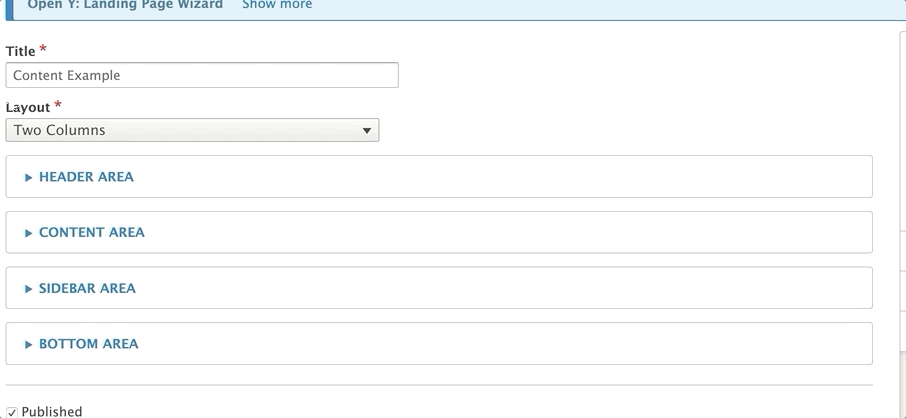 Open Y: Landing Page Wizard Show more
Title *
Content Example
Layout *
Two Columns
HEADER AREA
CONTENT AREA
SIDEBAR AREA
BOTTOM AREA
Published